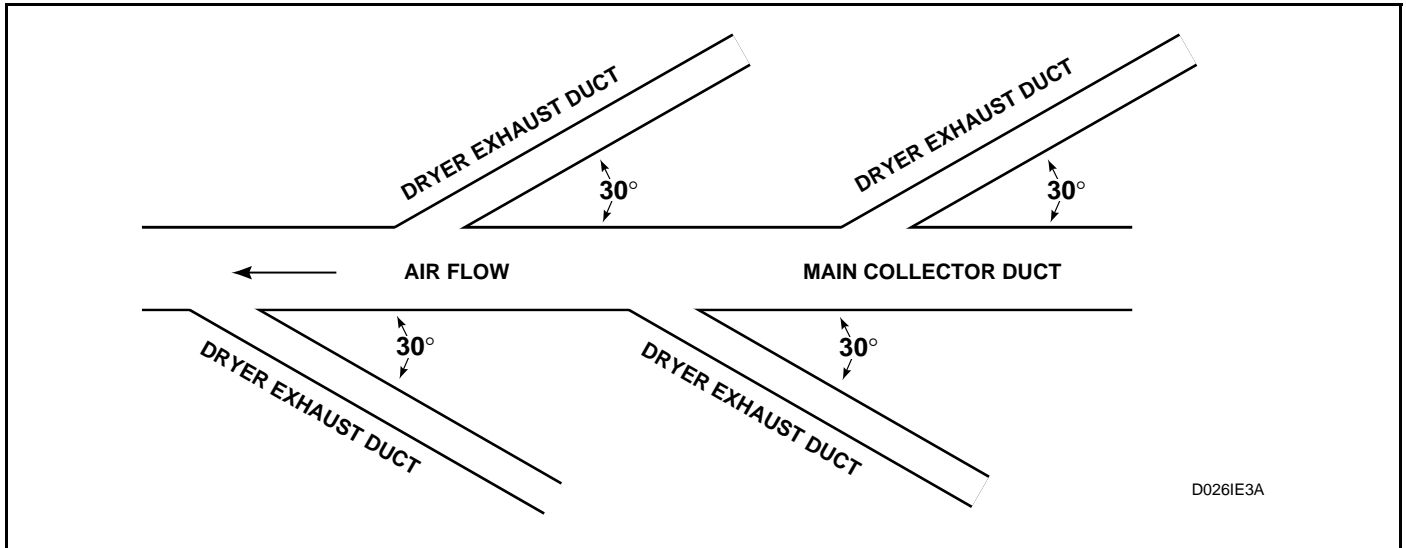 DRYER EXHAUST DUCT
DRYER EXHAUST DUCT
30°
30°
AIR FLOW
MAIN COLLECTOR DUCT
30°
30°
DRYER EXHAUST DUCT
DRYER EXHAUST DUCT
D026IE3A